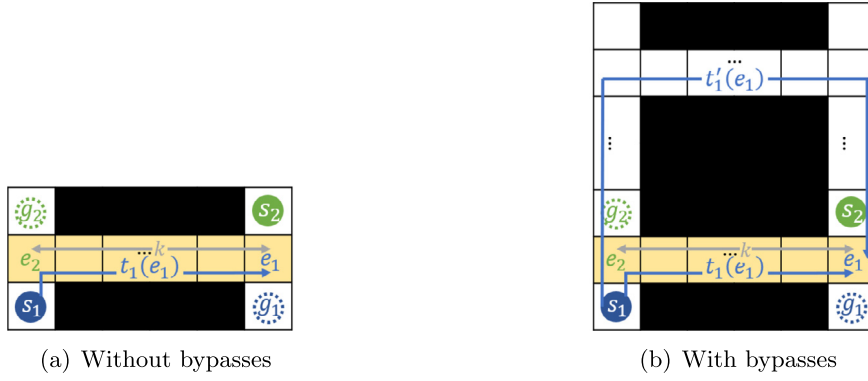 g₂ s₂
e₂ ...k e₁
t₁(e₁)
s₁ g₁
(a) Without bypasses
...
t₁′(e₁)
⋮ ⋮
g₂ s₂
e₂ ...k e₁
t₁(e₁)
s₁ g₁
(b) With bypasses